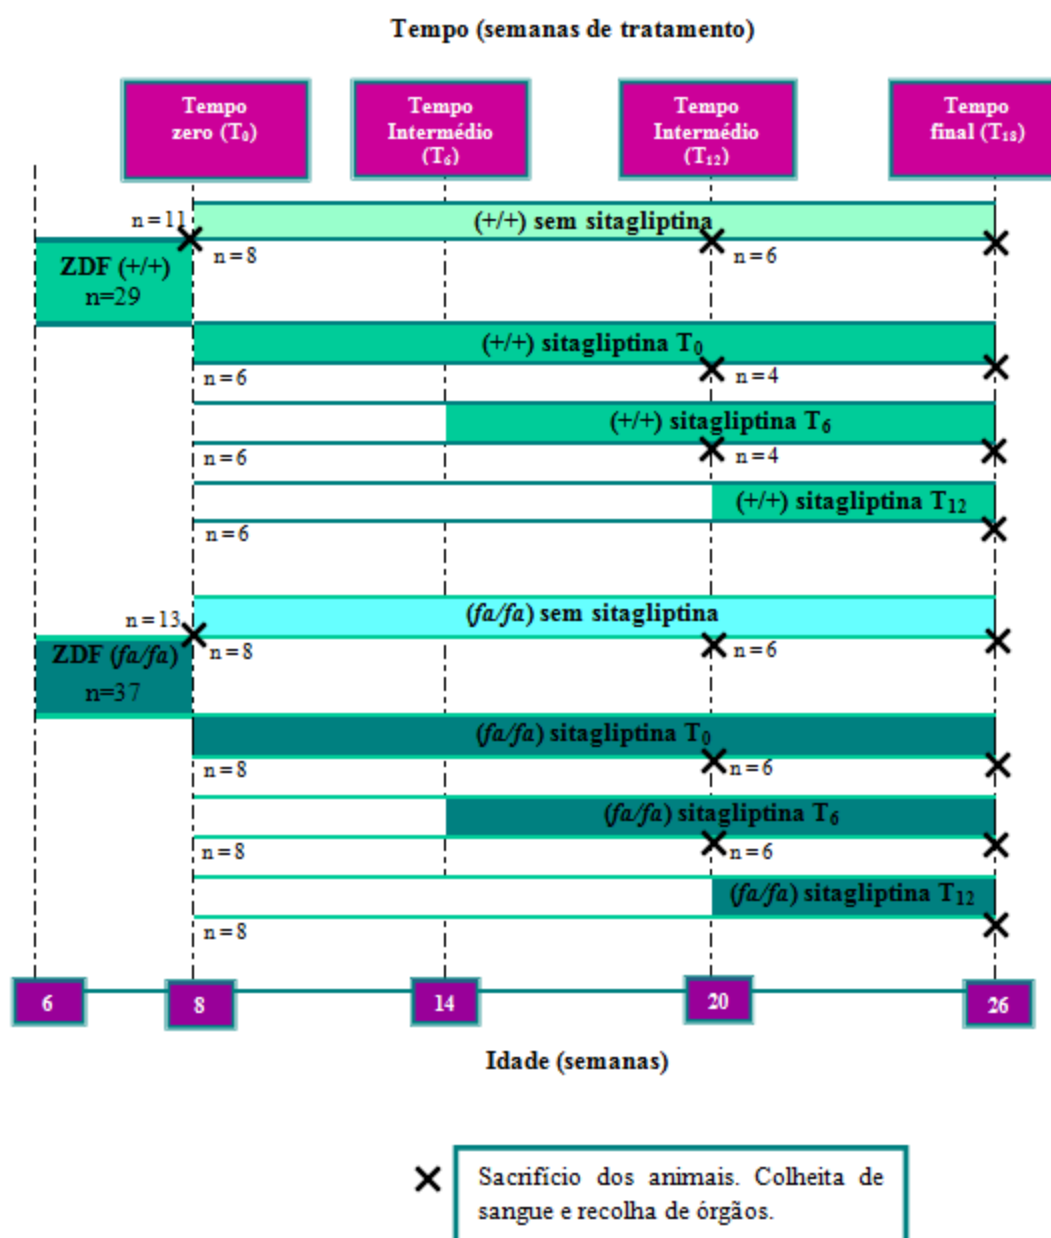 Tempo (semanas de tratamento)
Tempo
zero (T₀)
Tempo
Intermédio
(T₆)
Tempo
Intermédio
(T₁₂)
Tempo
final (T₁₈)
n = 11
(+/+) sem sitagliptina
n = 8
n = 6
ZDF (+/+)
n=29
(+/+) sitagliptina T₀
n = 6
n = 4
(+/+) sitagliptina T₆
n = 6
n = 4
(+/+) sitagliptina T₁₂
n = 6
n = 13
(fa/fa) sem sitagliptina
n = 8
n = 6
ZDF (fa/fa)
n=37
(fa/fa) sitagliptina T₀
n = 8
n = 6
(fa/fa) sitagliptina T₆
n = 8
n = 6
(fa/fa) sitagliptina T₁₂
n = 8
6
8
14
20
26
Idade (semanas)
Sacrifício dos animais. Colheita de
sangue e recolha de órgãos.